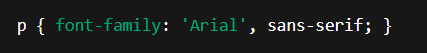 p { font-family: 'Arial', sans-serif; }